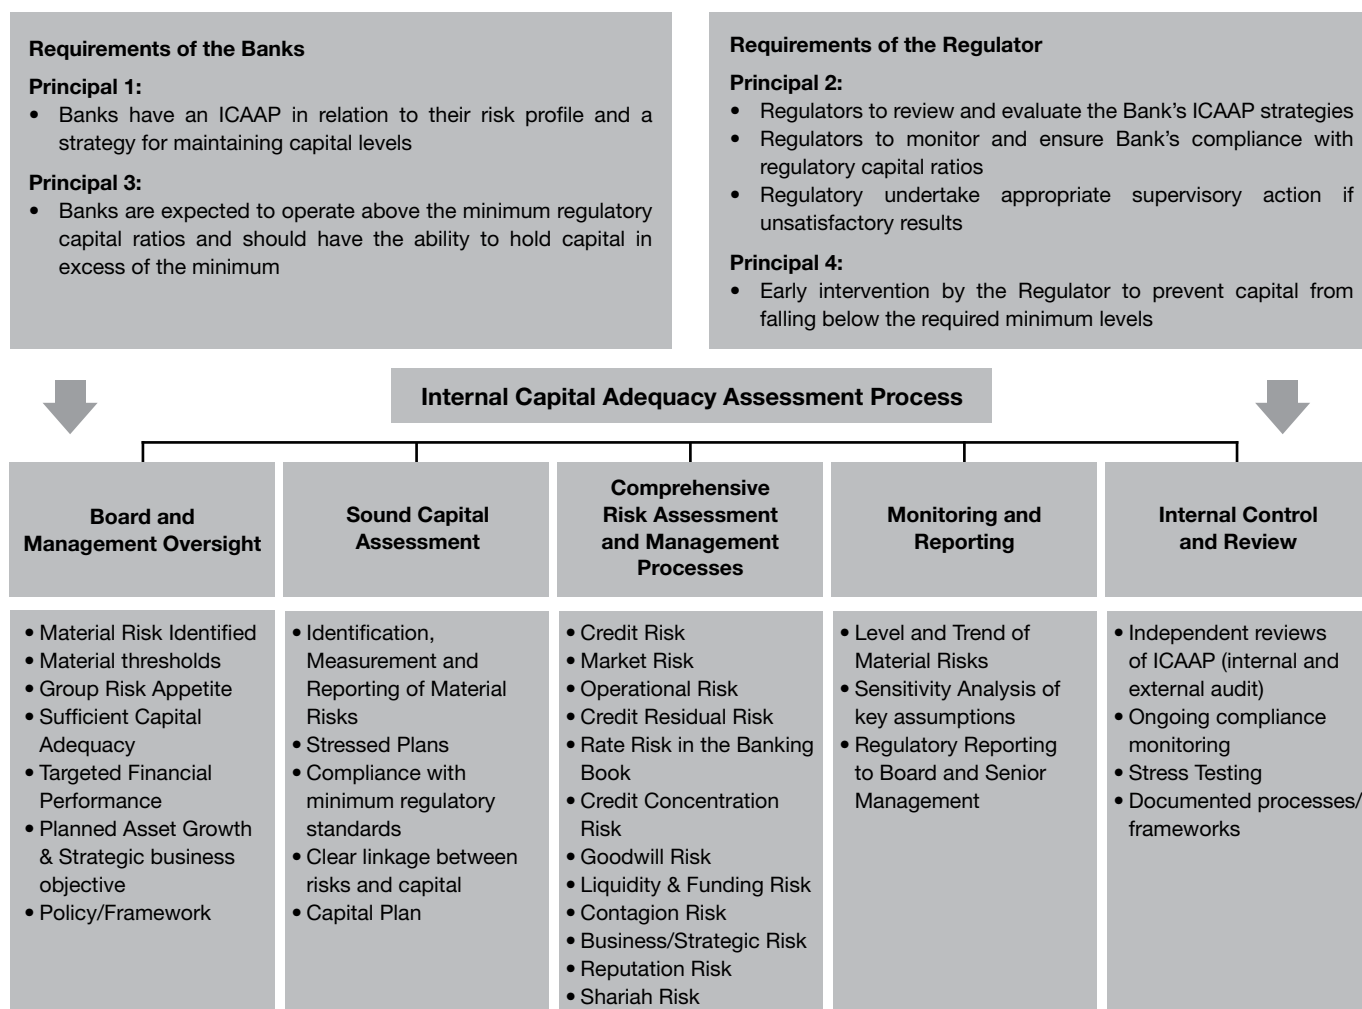 Requirements of the Banks
Principal 1:
• Banks have an ICAAP in relation to their risk profile and a
strategy for maintaining capital levels
Principal 3:
• Banks are expected to operate above the minimum regulatory
capital ratios and should have the ability to hold capital in
excess of the minimum
Requirements of the Regulator
Principal 2:
• Regulators to review and evaluate the Bank's ICAAP strategies
• Regulators to monitor and ensure Bank's compliance with
regulatory capital ratios
• Regulatory undertake appropriate supervisory action if
unsatisfactory results
Principal 4:
• Early intervention by the Regulator to prevent capital from
falling below the required minimum levels
Internal Capital Adequacy Assessment Process
Board and
Management Oversight
• Material Risk Identified
• Material thresholds
• Group Risk Appetite
• Sufficient Capital
Adequacy
• Targeted Financial
Performance
• Planned Asset Growth
& Strategic business
objective
• Policy/Framework
Sound Capital
Assessment
• Identification,
Measurement and
Reporting of Material
Risks
• Stressed Plans
• Compliance with
minimum regulatory
standards
• Clear linkage between
risks and capital
• Capital Plan
Comprehensive
Risk Assessment
and Management
Processes
• Credit Risk
• Market Risk
• Operational Risk
• Credit Residual Risk
• Rate Risk in the Banking
Book
• Credit Concentration
Risk
• Goodwill Risk
• Liquidity & Funding Risk
• Contagion Risk
• Business/Strategic Risk
• Reputation Risk
• Shariah Risk
Monitoring and
Reporting
• Level and Trend of
Material Risks
• Sensitivity Analysis of
key assumptions
• Regulatory Reporting
to Board and Senior
Management
Internal Control
and Review
• Independent reviews
of ICAAP (internal and
external audit)
• Ongoing compliance
monitoring
• Stress Testing
• Documented processes/
frameworks